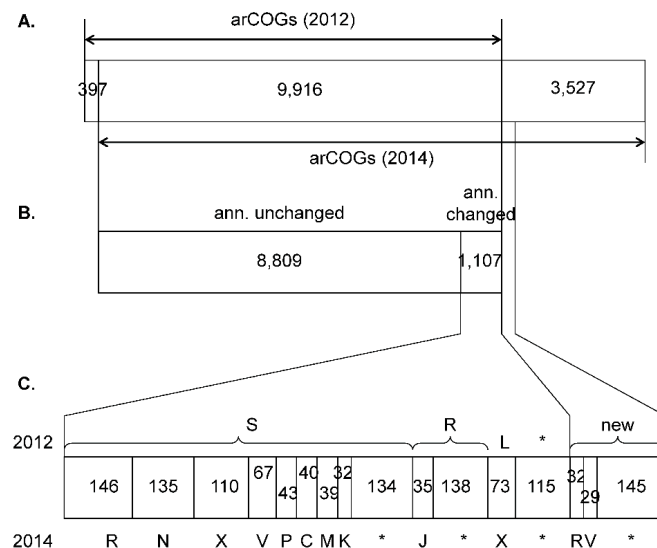 A.
arCOGs (2012)
397 9,916 3,527
arCOGs (2014)
B.
ann. unchanged
ann. changed
8,809 1,107
C.
2012 S R L * new
146 135 110 67 43 40 39 32 134 35 138 73 115 32 29 145
2014 R N X V P C M K * J * X * R V *